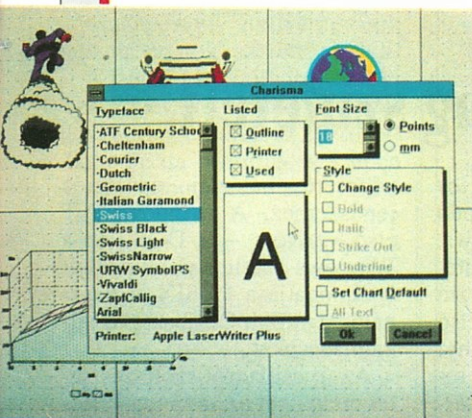 Charisma
Typeface
·ATF Century Schoo
·Cheltenham
·Courier
·Dutch
·Geometric
·Italian Garamond
·Swiss
·Swiss Black
·Swiss Light
·SwissNarrow
·URW SymbolPS
·Vivaldi
·ZapfCallig
Arial
Listed
Outline
Printer
Used
A
Font Size
18
Points
mm
Style
Change Style
Bold
Italic
Strike Out
Underline
Set Chart Default
All Text
Printer: Apple LaserWriter Plus
Ok
Cancel